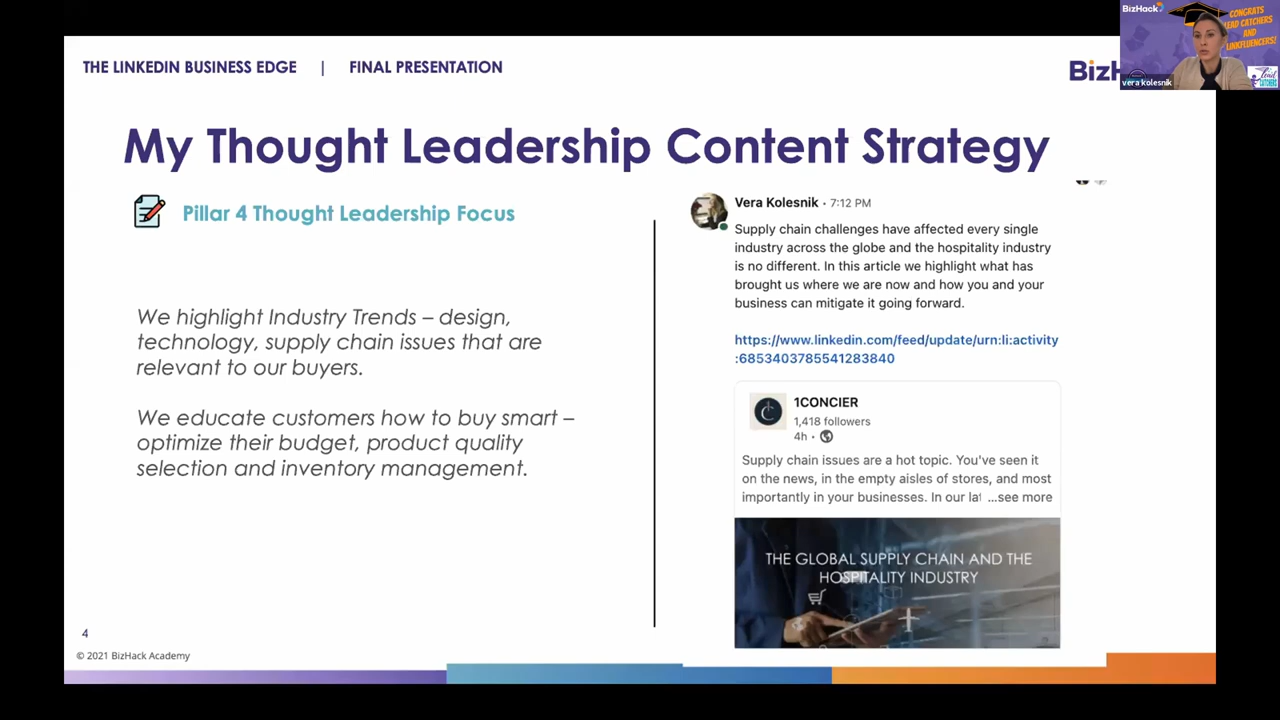 THE LINKEDIN BUSINESS EDGE | FINAL PRESENTATION
BizH
BizHack
CONGRATS
LEAD CATCHERS
AND
LINKFLUENCERS!
Lead
CATCHERS
vera kolesnik
My Thought Leadership Content Strategy
Pillar 4 Thought Leadership Focus
We highlight Industry Trends – design,
technology, supply chain issues that are
relevant to our buyers.
We educate customers how to buy smart –
optimize their budget, product quality
selection and inventory management.
Vera Kolesnik • 7:12 PM
Supply chain challenges have affected every single
industry across the globe and the hospitality industry
is no different. In this article we highlight what has
brought us where we are now and how you and your
business can mitigate it going forward.
https://www.linkedin.com/feed/update/urn:li:activity
:6853403785541283840
1CONCIER
1,418 followers
4h •
Supply chain issues are a hot topic. You've seen it
on the news, in the empty aisles of stores, and most
importantly in your businesses. In our lat ...see more
THE GLOBAL SUPPLY CHAIN AND THE
HOSPITALITY INDUSTRY
4
© 2021 BizHack Academy